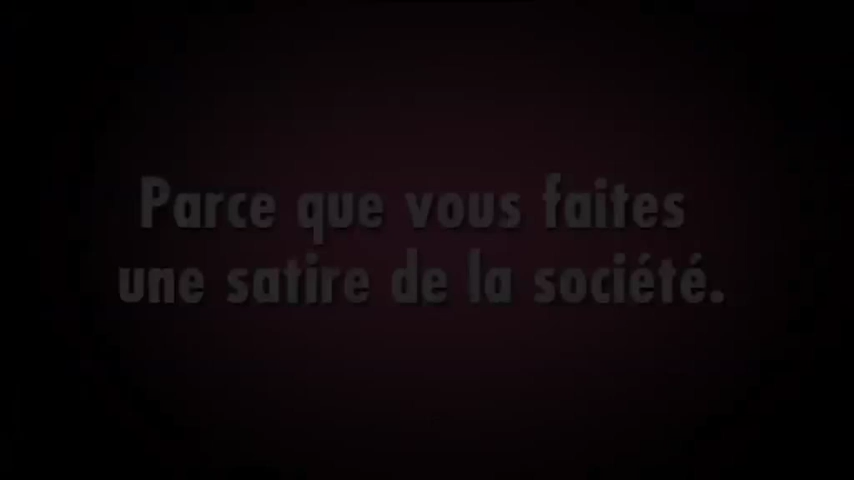 Parce que vous faites
une satire de la société.